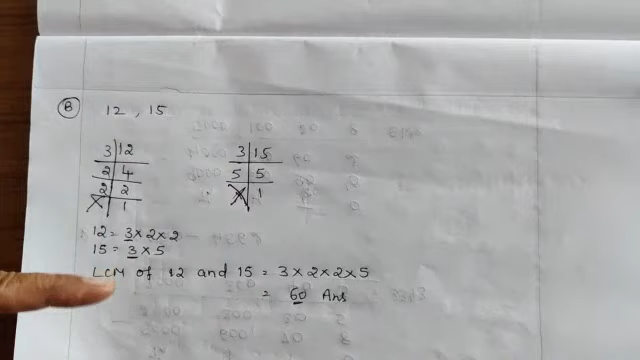 B 12 , 15
3 12 3 15
2 4 5 5
2 2 1
1
12 = 3 × 2 × 2
15 = 3 × 5
LCM of 12 and 15 = 3 × 2 × 2 × 5
= 60 Ans